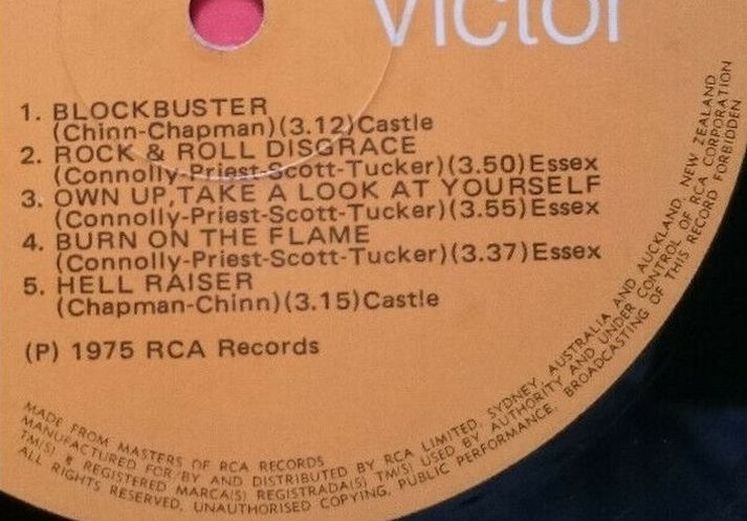 Victor
1. BLOCKBUSTER
(Chinn-Chapman)(3.12)Castle
2. ROCK & ROLL DISGRACE
(Connolly-Priest-Scott-Tucker)(3.50)Essex
3. OWN UP,TAKE A LOOK AT YOURSELF
(Connolly-Priest-Scott-Tucker)(3.55)Essex
4. BURN ON THE FLAME
(Connolly-Priest-Scott-Tucker)(3.37)Essex
5. HELL RAISER
(Chapman-Chinn)(3.15)Castle
(P) 1975 RCA Records
MADE FROM MASTERS OF RCA RECORDS
MANUFACTURED FOR/BY AND DISTRIBUTED BY RCA LIMITED, SYDNEY, AUSTRALIA AND AUCKLAND, NEW ZEALAND
TM(S) ® REGISTERED MARCA(S) REGISTRADA(S) TM(S) USED BY AUTHORITY AND UNDER CONTROL OF RCA CORPORATION
ALL RIGHTS RESERVED, UNAUTHORISED COPYING, PUBLIC PERFORMANCE, BROADCASTING OF THIS RECORD FORBIDDEN